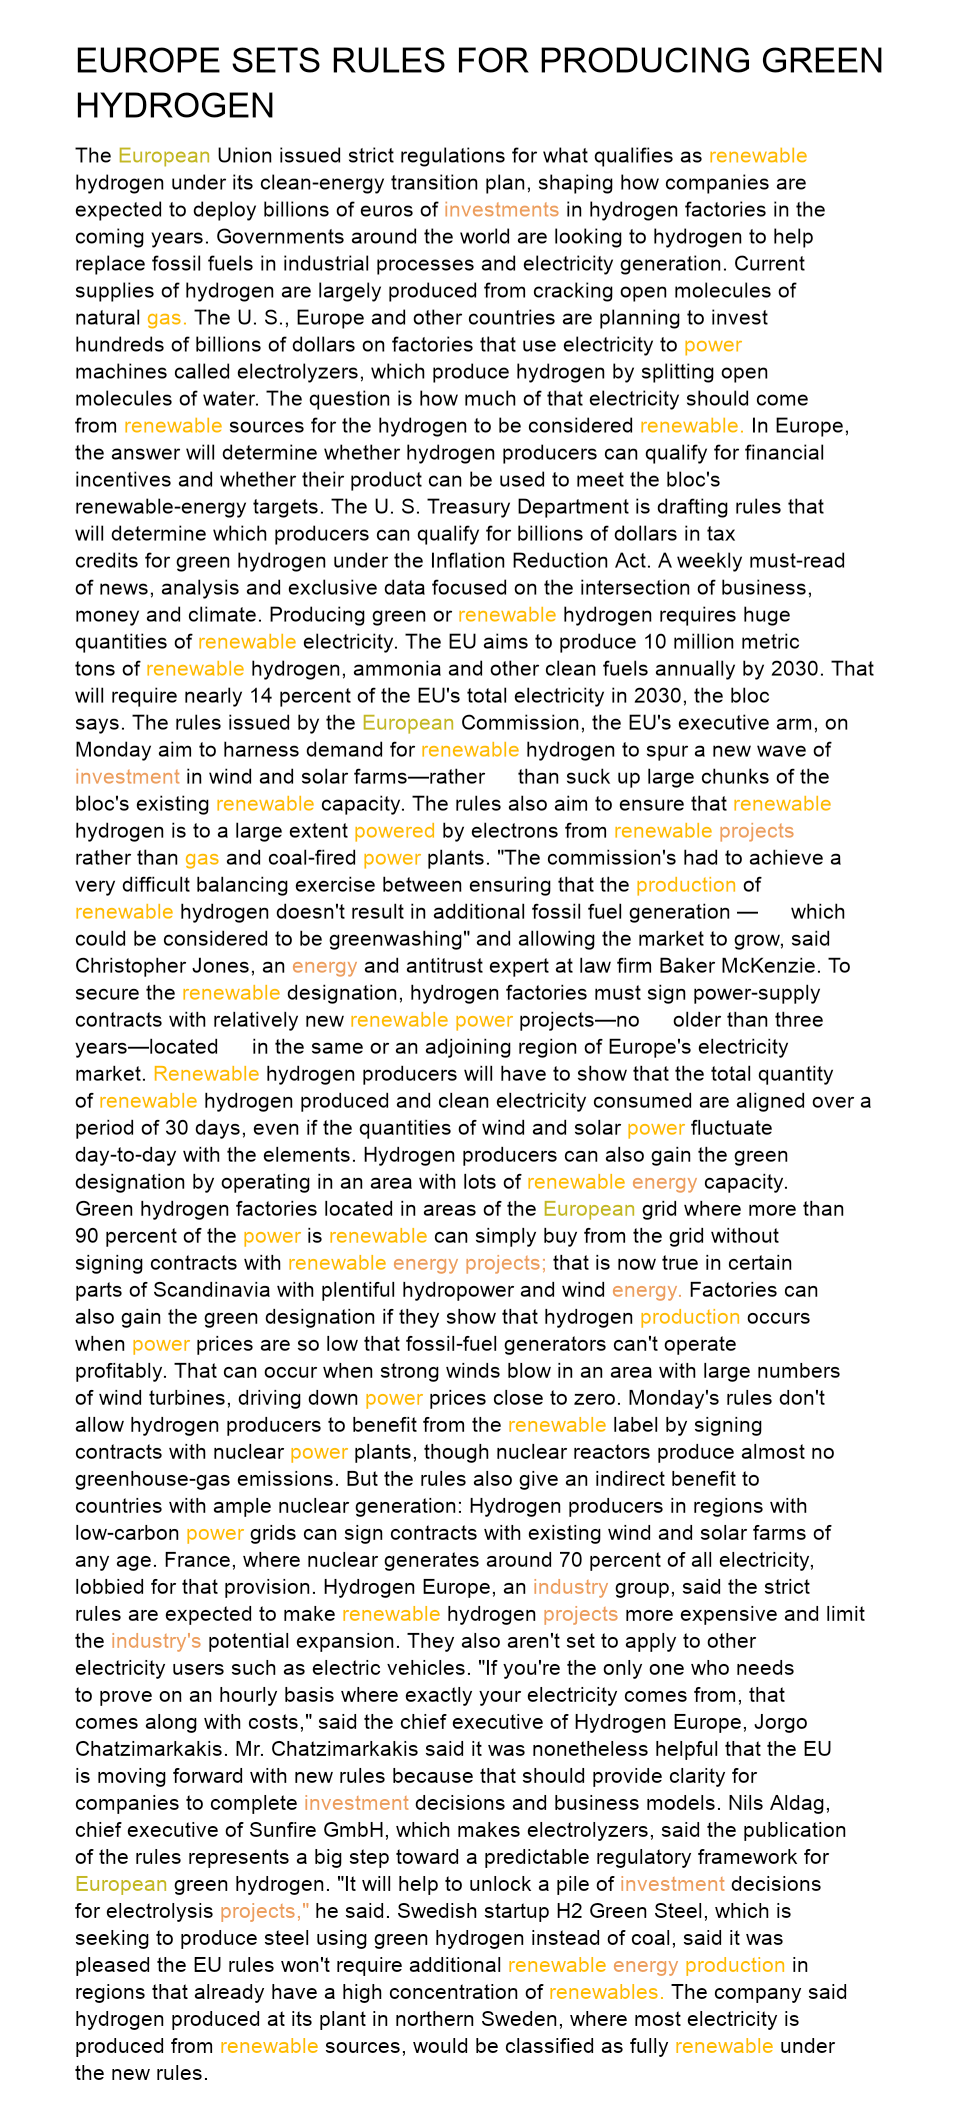 EUROPE SETS RULES FOR PRODUCING GREEN
HYDROGEN
The European Union issued strict regulations for what qualifies as renewable
hydrogen under its clean-energy transition plan, shaping how companies are
expected to deploy billions of euros of investments in hydrogen factories in the
coming years. Governments around the world are looking to hydrogen to help
replace fossil fuels in industrial processes and electricity generation. Current
supplies of hydrogen are largely produced from cracking open molecules of
natural gas. The U. S., Europe and other countries are planning to invest
hundreds of billions of dollars on factories that use electricity to power
machines called electrolyzers, which produce hydrogen by splitting open
molecules of water. The question is how much of that electricity should come
from renewable sources for the hydrogen to be considered renewable. In Europe,
the answer will determine whether hydrogen producers can qualify for financial
incentives and whether their product can be used to meet the bloc's
renewable-energy targets. The U. S. Treasury Department is drafting rules that
will determine which producers can qualify for billions of dollars in tax
credits for green hydrogen under the Inflation Reduction Act. A weekly must-read
of news, analysis and exclusive data focused on the intersection of business,
money and climate. Producing green or renewable hydrogen requires huge
quantities of renewable electricity. The EU aims to produce 10 million metric
tons of renewable hydrogen, ammonia and other clean fuels annually by 2030. That
will require nearly 14 percent of the EU's total electricity in 2030, the bloc
says. The rules issued by the European Commission, the EU's executive arm, on
Monday aim to harness demand for renewable hydrogen to spur a new wave of
investment in wind and solar farms—rather than suck up large chunks of the
bloc's existing renewable capacity. The rules also aim to ensure that renewable
hydrogen is to a large extent powered by electrons from renewable projects
rather than gas and coal-fired power plants. "The commission's had to achieve a
very difficult balancing exercise between ensuring that the production of
renewable hydrogen doesn't result in additional fossil fuel generation — which
could be considered to be greenwashing" and allowing the market to grow, said
Christopher Jones, an energy and antitrust expert at law firm Baker McKenzie. To
secure the renewable designation, hydrogen factories must sign power-supply
contracts with relatively new renewable power projects—no older than three
years—located in the same or an adjoining region of Europe's electricity
market. Renewable hydrogen producers will have to show that the total quantity
of renewable hydrogen produced and clean electricity consumed are aligned over a
period of 30 days, even if the quantities of wind and solar power fluctuate
day-to-day with the elements. Hydrogen producers can also gain the green
designation by operating in an area with lots of renewable energy capacity.
Green hydrogen factories located in areas of the European grid where more than
90 percent of the power is renewable can simply buy from the grid without
signing contracts with renewable energy projects; that is now true in certain
parts of Scandinavia with plentiful hydropower and wind energy. Factories can
also gain the green designation if they show that hydrogen production occurs
when power prices are so low that fossil-fuel generators can't operate
profitably. That can occur when strong winds blow in an area with large numbers
of wind turbines, driving down power prices close to zero. Monday's rules don't
allow hydrogen producers to benefit from the renewable label by signing
contracts with nuclear power plants, though nuclear reactors produce almost no
greenhouse-gas emissions. But the rules also give an indirect benefit to
countries with ample nuclear generation: Hydrogen producers in regions with
low-carbon power grids can sign contracts with existing wind and solar farms of
any age. France, where nuclear generates around 70 percent of all electricity,
lobbied for that provision. Hydrogen Europe, an industry group, said the strict
rules are expected to make renewable hydrogen projects more expensive and limit
the industry's potential expansion. They also aren't set to apply to other
electricity users such as electric vehicles. "If you're the only one who needs
to prove on an hourly basis where exactly your electricity comes from, that
comes along with costs," said the chief executive of Hydrogen Europe, Jorgo
Chatzimarkakis. Mr. Chatzimarkakis said it was nonetheless helpful that the EU
is moving forward with new rules because that should provide clarity for
companies to complete investment decisions and business models. Nils Aldag,
chief executive of Sunfire GmbH, which makes electrolyzers, said the publication
of the rules represents a big step toward a predictable regulatory framework for
European green hydrogen. "It will help to unlock a pile of investment decisions
for electrolysis projects," he said. Swedish startup H2 Green Steel, which is
seeking to produce steel using green hydrogen instead of coal, said it was
pleased the EU rules won't require additional renewable energy production in
regions that already have a high concentration of renewables. The company said
hydrogen produced at its plant in northern Sweden, where most electricity is
produced from renewable sources, would be classified as fully renewable under
the new rules.